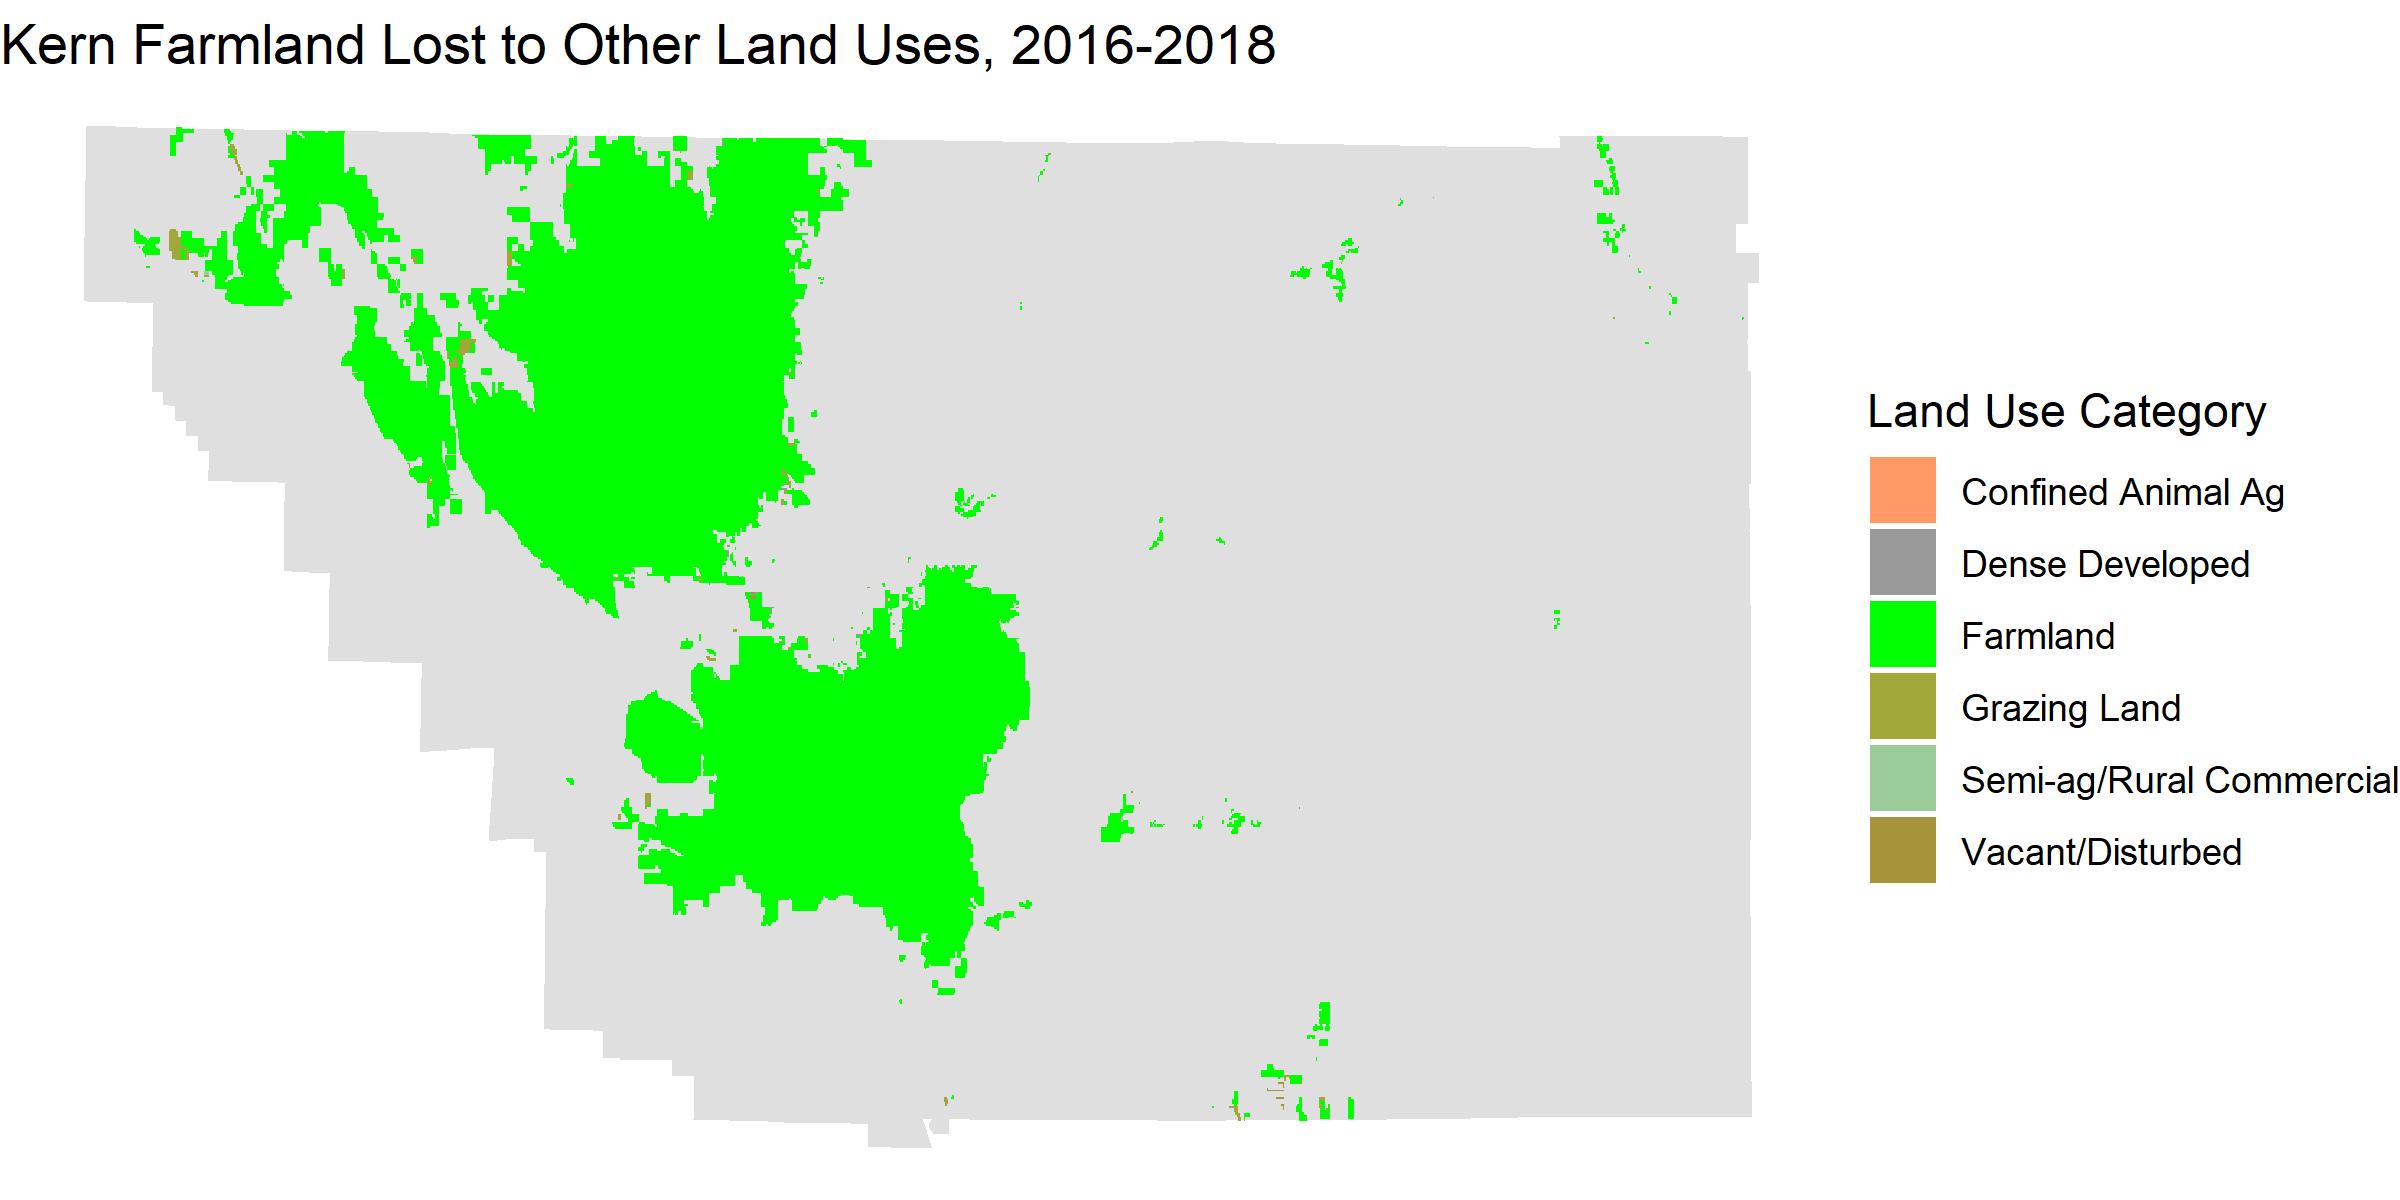 Kern Farmland Lost to Other Land Uses, 2016-2018
Land Use Category
Confined Animal Ag
Dense Developed
Farmland
Grazing Land
Semi-ag/Rural Commercial
Vacant/Disturbed